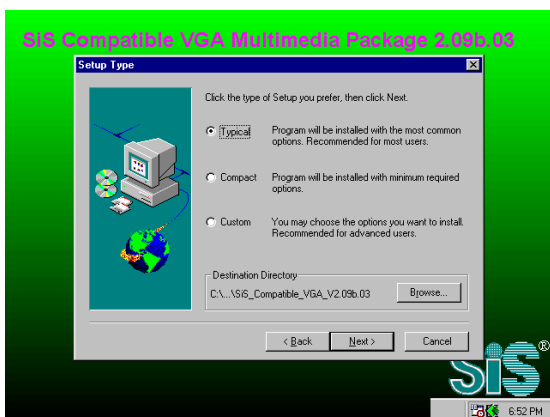 SiS Compatible VGA Multimedia Package 2.09b.03
Setup Type
Click the type of Setup you prefer, then click Next.
Typical
Program will be installed with the most common
options. Recommended for most users.
Compact
Program will be installed with minimum required
options.
Custom
You may choose the options you want to install.
Recommended for advanced users.
Destination Directory
C:\...\SiS_Compatible_VGA_V2.09b.03
Browse...
< Back
Next >
Cancel
SiS®
6:52 PM